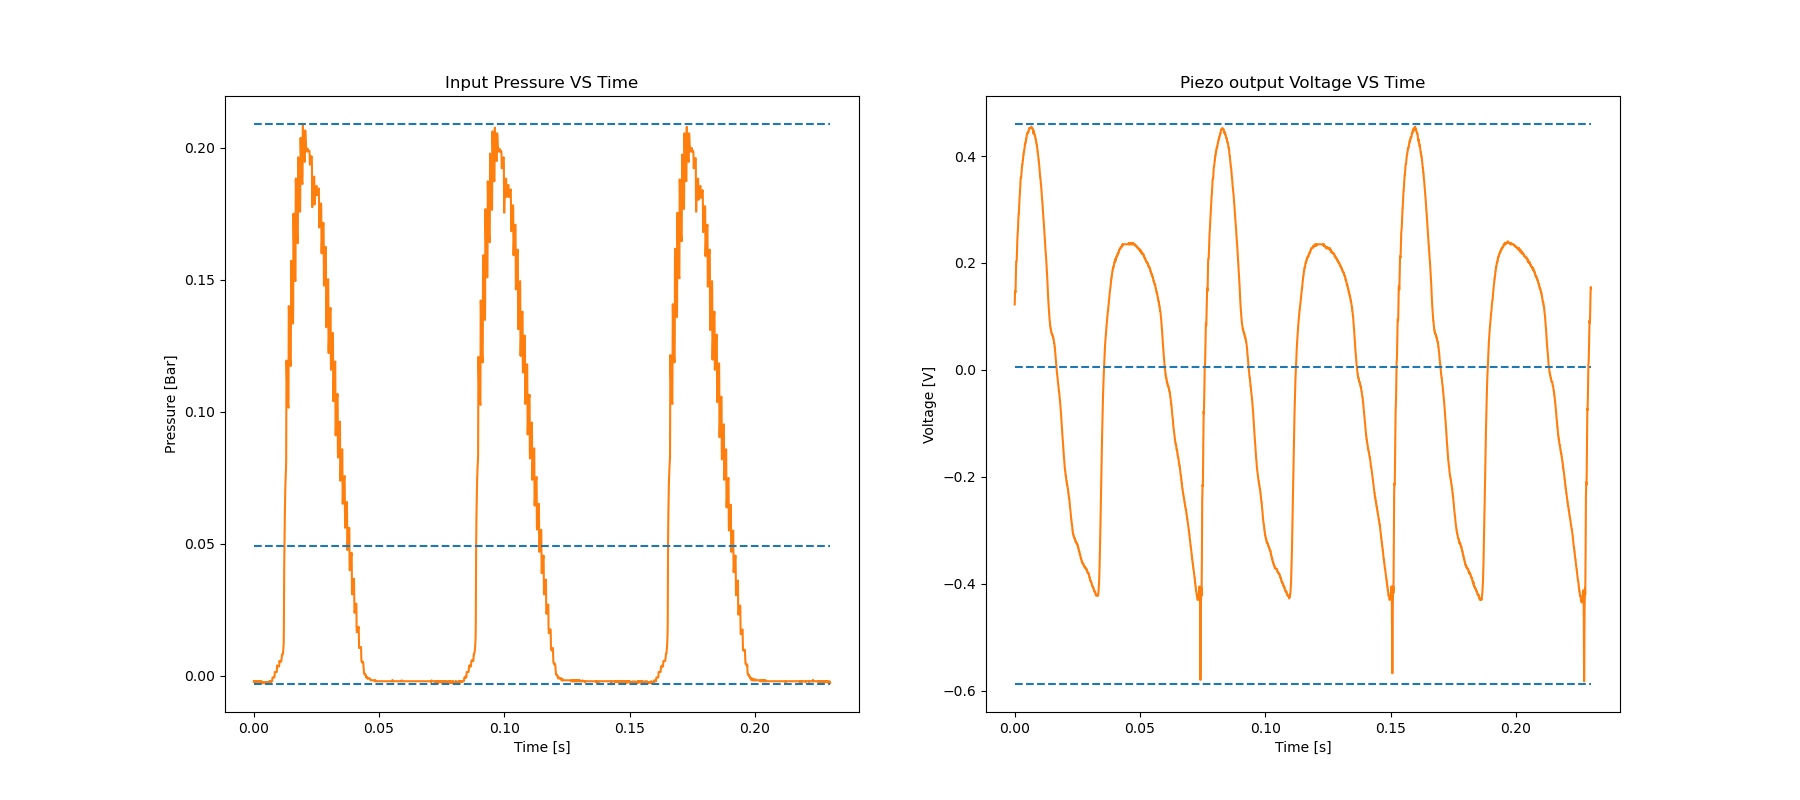 Input Pressure VS Time
0.20
0.15
0.10
0.05
0.00
Pressure [Bar]
0.00 0.05 0.10 0.15 0.20
Time [s]
Piezo output Voltage VS Time
0.4
0.2
0.0
−0.2
−0.4
−0.6
Voltage [V]
0.00 0.05 0.10 0.15 0.20
Time [s]